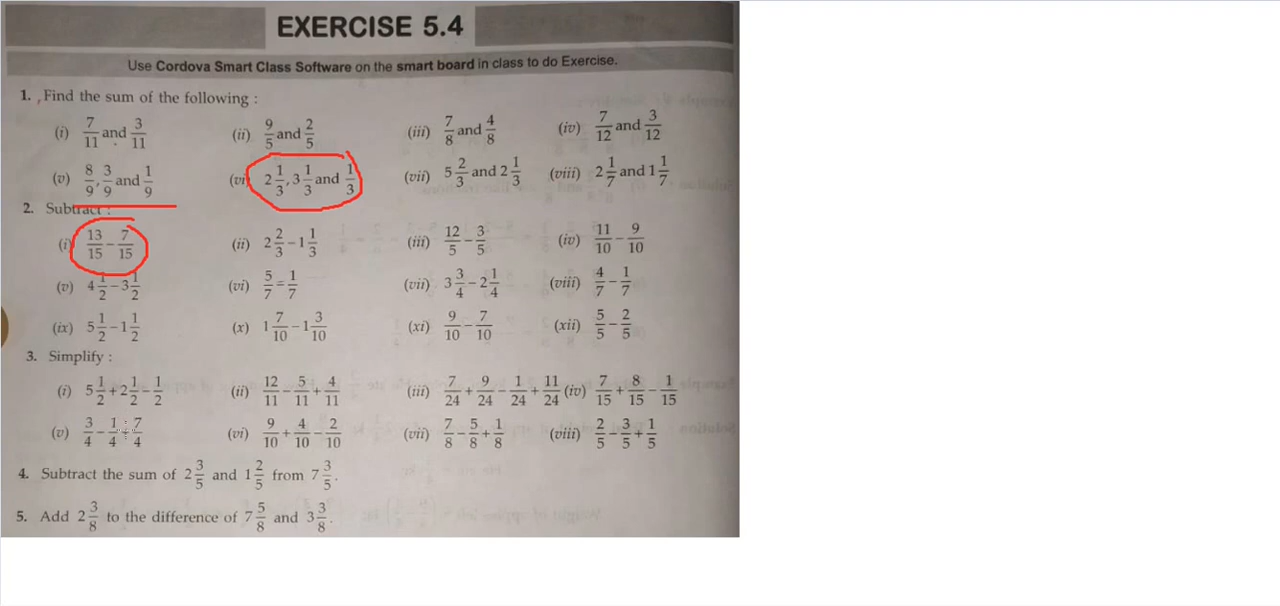 EXERCISE 5.4
Use Cordova Smart Class Software on the smart board in class to do Exercise.
1. Find the sum of the following :
(i) 7/11 and 3/11 (ii) 9/5 and 2/5 (iii) 7/8 and 4/8 (iv) 7/12 and 3/12
(v) 8/9, 3/9 and 1/9 (vi) 2 1/3, 3 1/3 and 1/3 (vii) 5 2/3 and 2 1/3 (viii) 2 1/7 and 1 1/7
2. Subtract :
(i) 13/15 − 7/15 (ii) 2 2/3 − 1 1/3 (iii) 12/5 − 3/5 (iv) 11/10 − 9/10
(v) 4 1/2 − 3 1/2 (vi) 5/7 = 1/7 (vii) 3 3/4 − 2 1/4 (viii) 4/7 − 1/7
(ix) 5 1/2 − 1 1/2 (x) 1 7/10 − 1 3/10 (xi) 9/10 − 7/10 (xii) 5/5 − 2/5
3. Simplify :
(i) 5 1/2 + 2 1/2 − 1/2 (ii) 12/11 − 5/11 + 4/11 (iii) 7/24 + 9/24 − 1/24 + 11/24 (iv) 7/15 + 8/15 − 1/15
(v) 3/4 − 1/4 + 7/4 (vi) 9/10 + 4/10 − 2/10 (vii) 7/8 − 5/8 + 1/8 (viii) 2/5 − 3/5 + 1/5
4. Subtract the sum of 2 3/5 and 1 2/5 from 7 3/5.
5. Add 2 3/8 to the difference of 7 5/8 and 3 3/8.